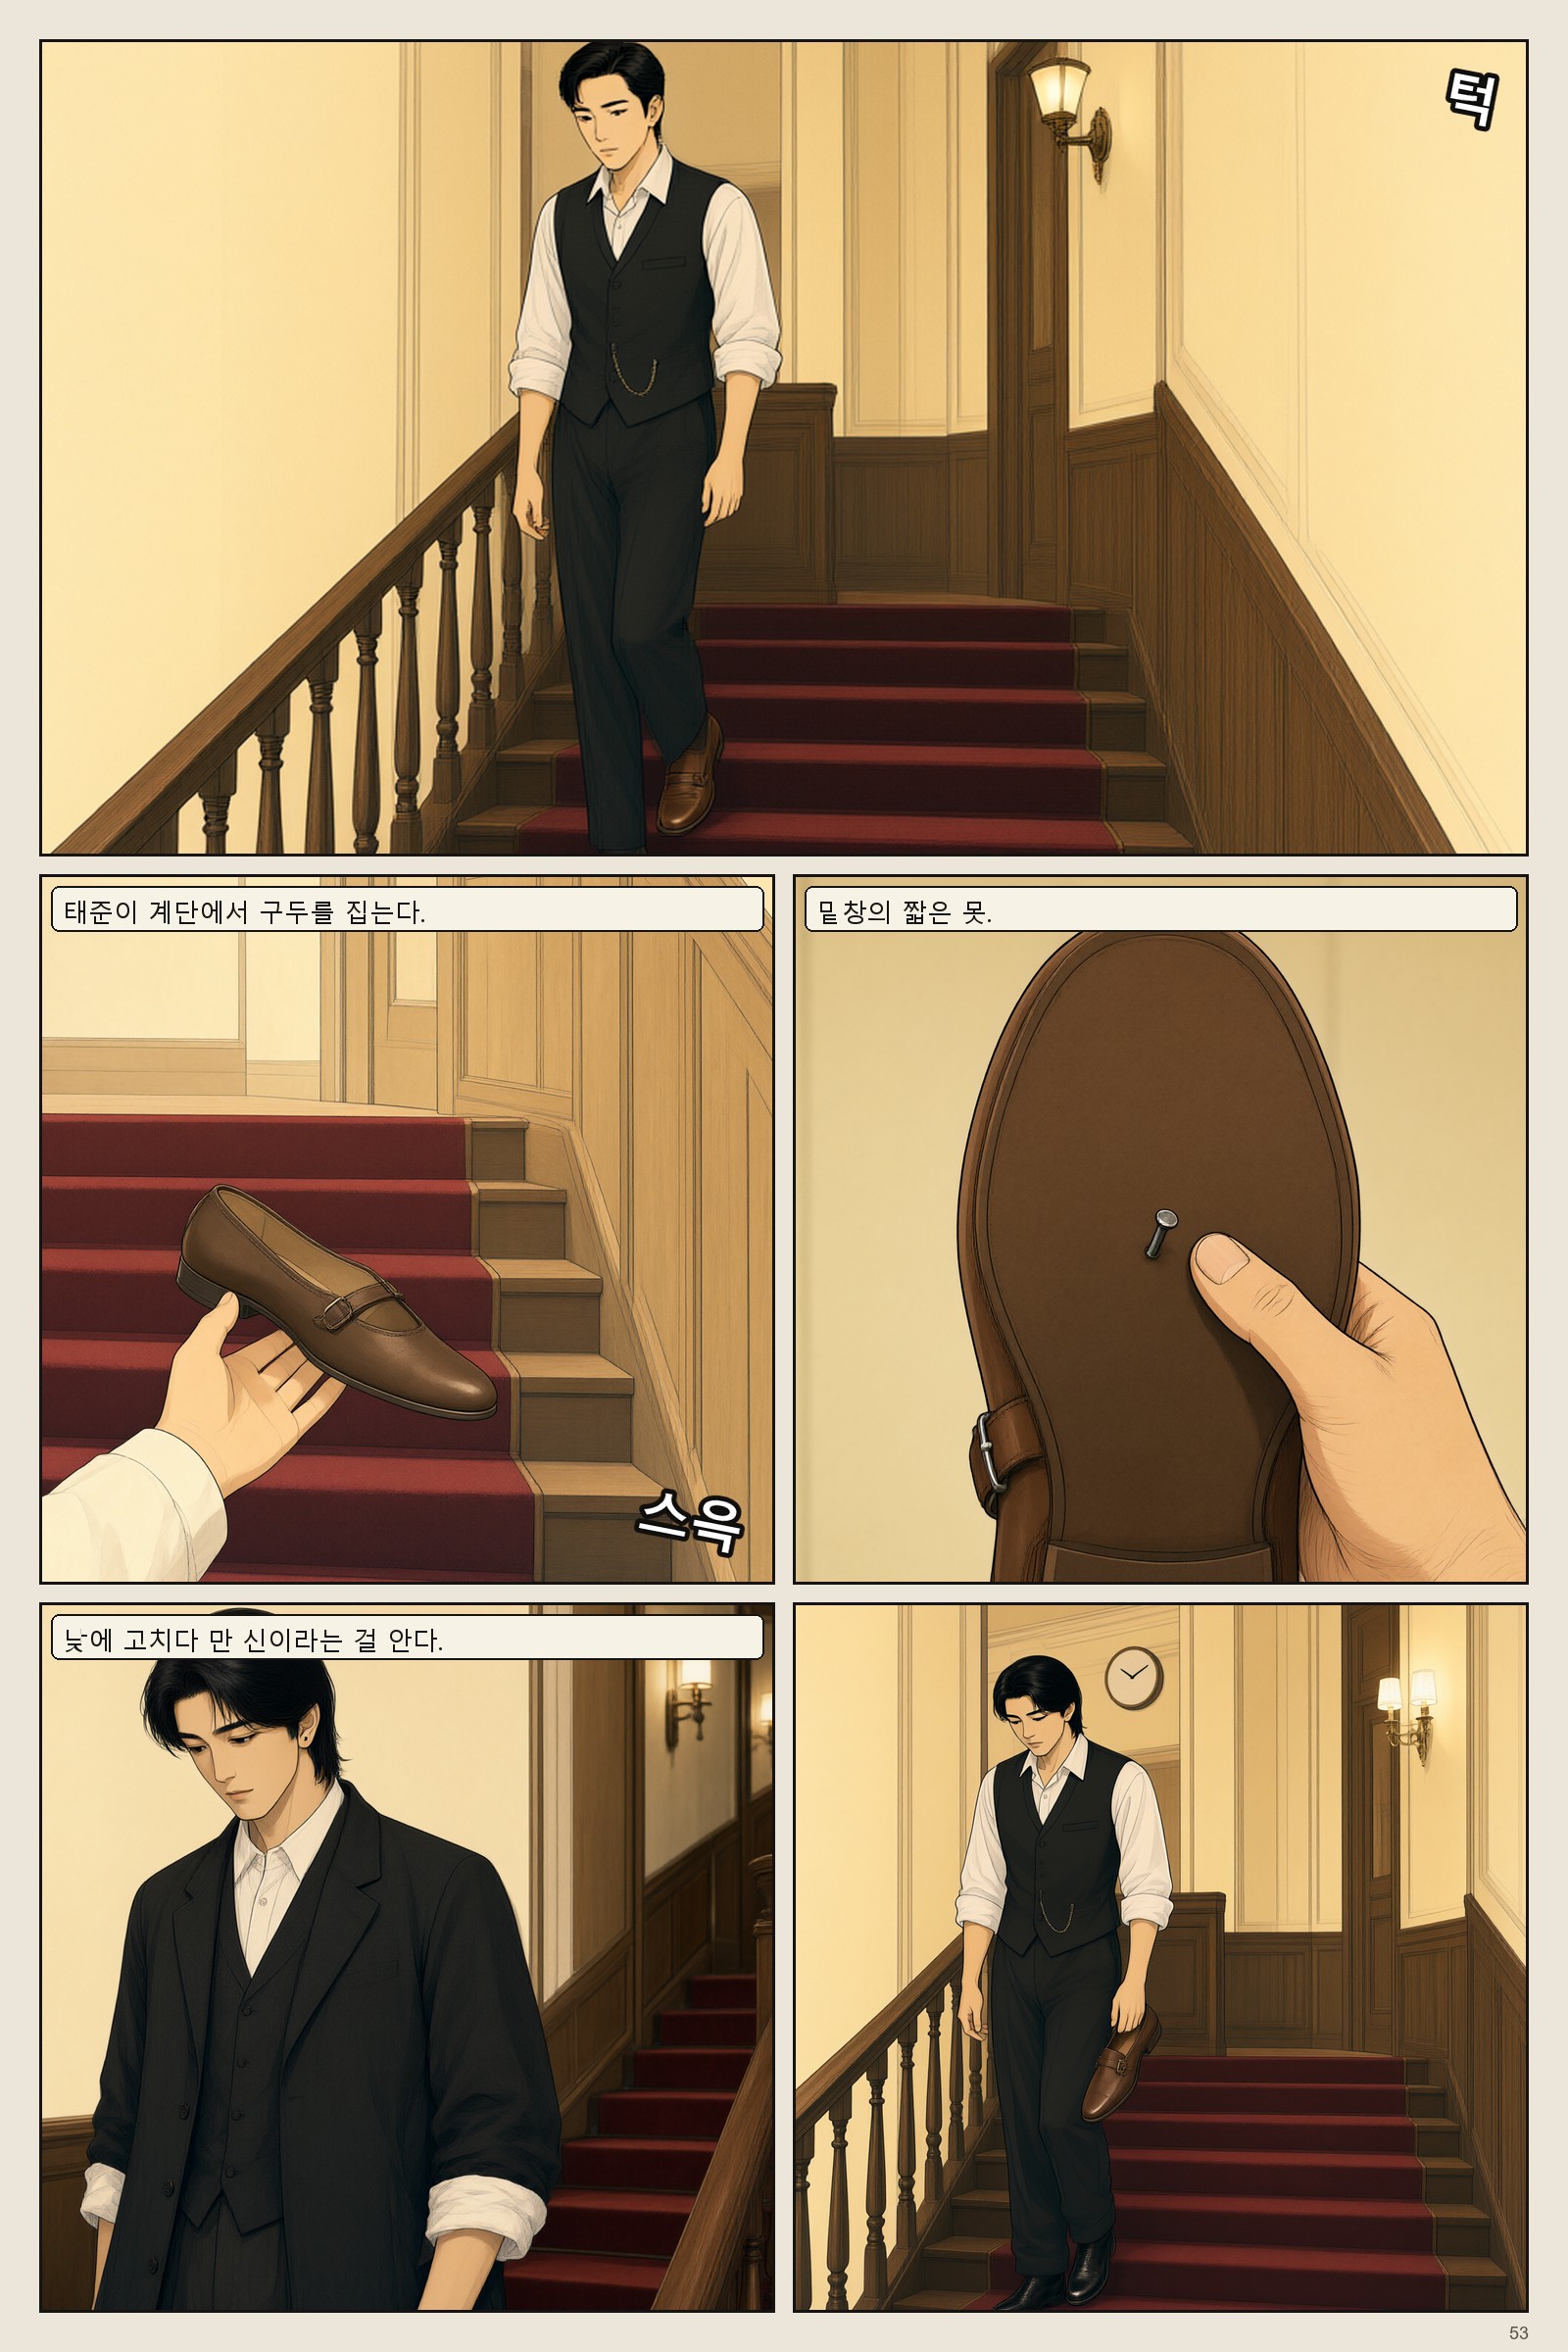 턱
태준이 계단에서 구두를 집는다.
밑창의 짧은 못.
스윽
낮에 고치다 만 신이라는 걸 안다.
53